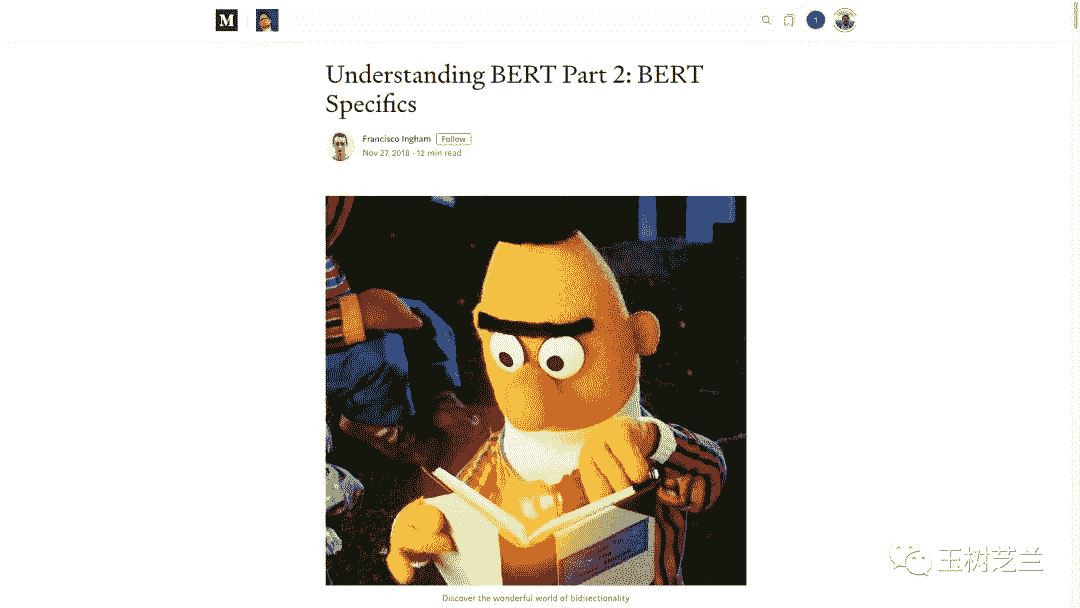 M
1
Understanding BERT Part 2: BERT
Specifics
Francisco Ingham Follow
Nov 27, 2018 · 12 min read
Discover the wonderful world of bidirectionality
玉树芝兰